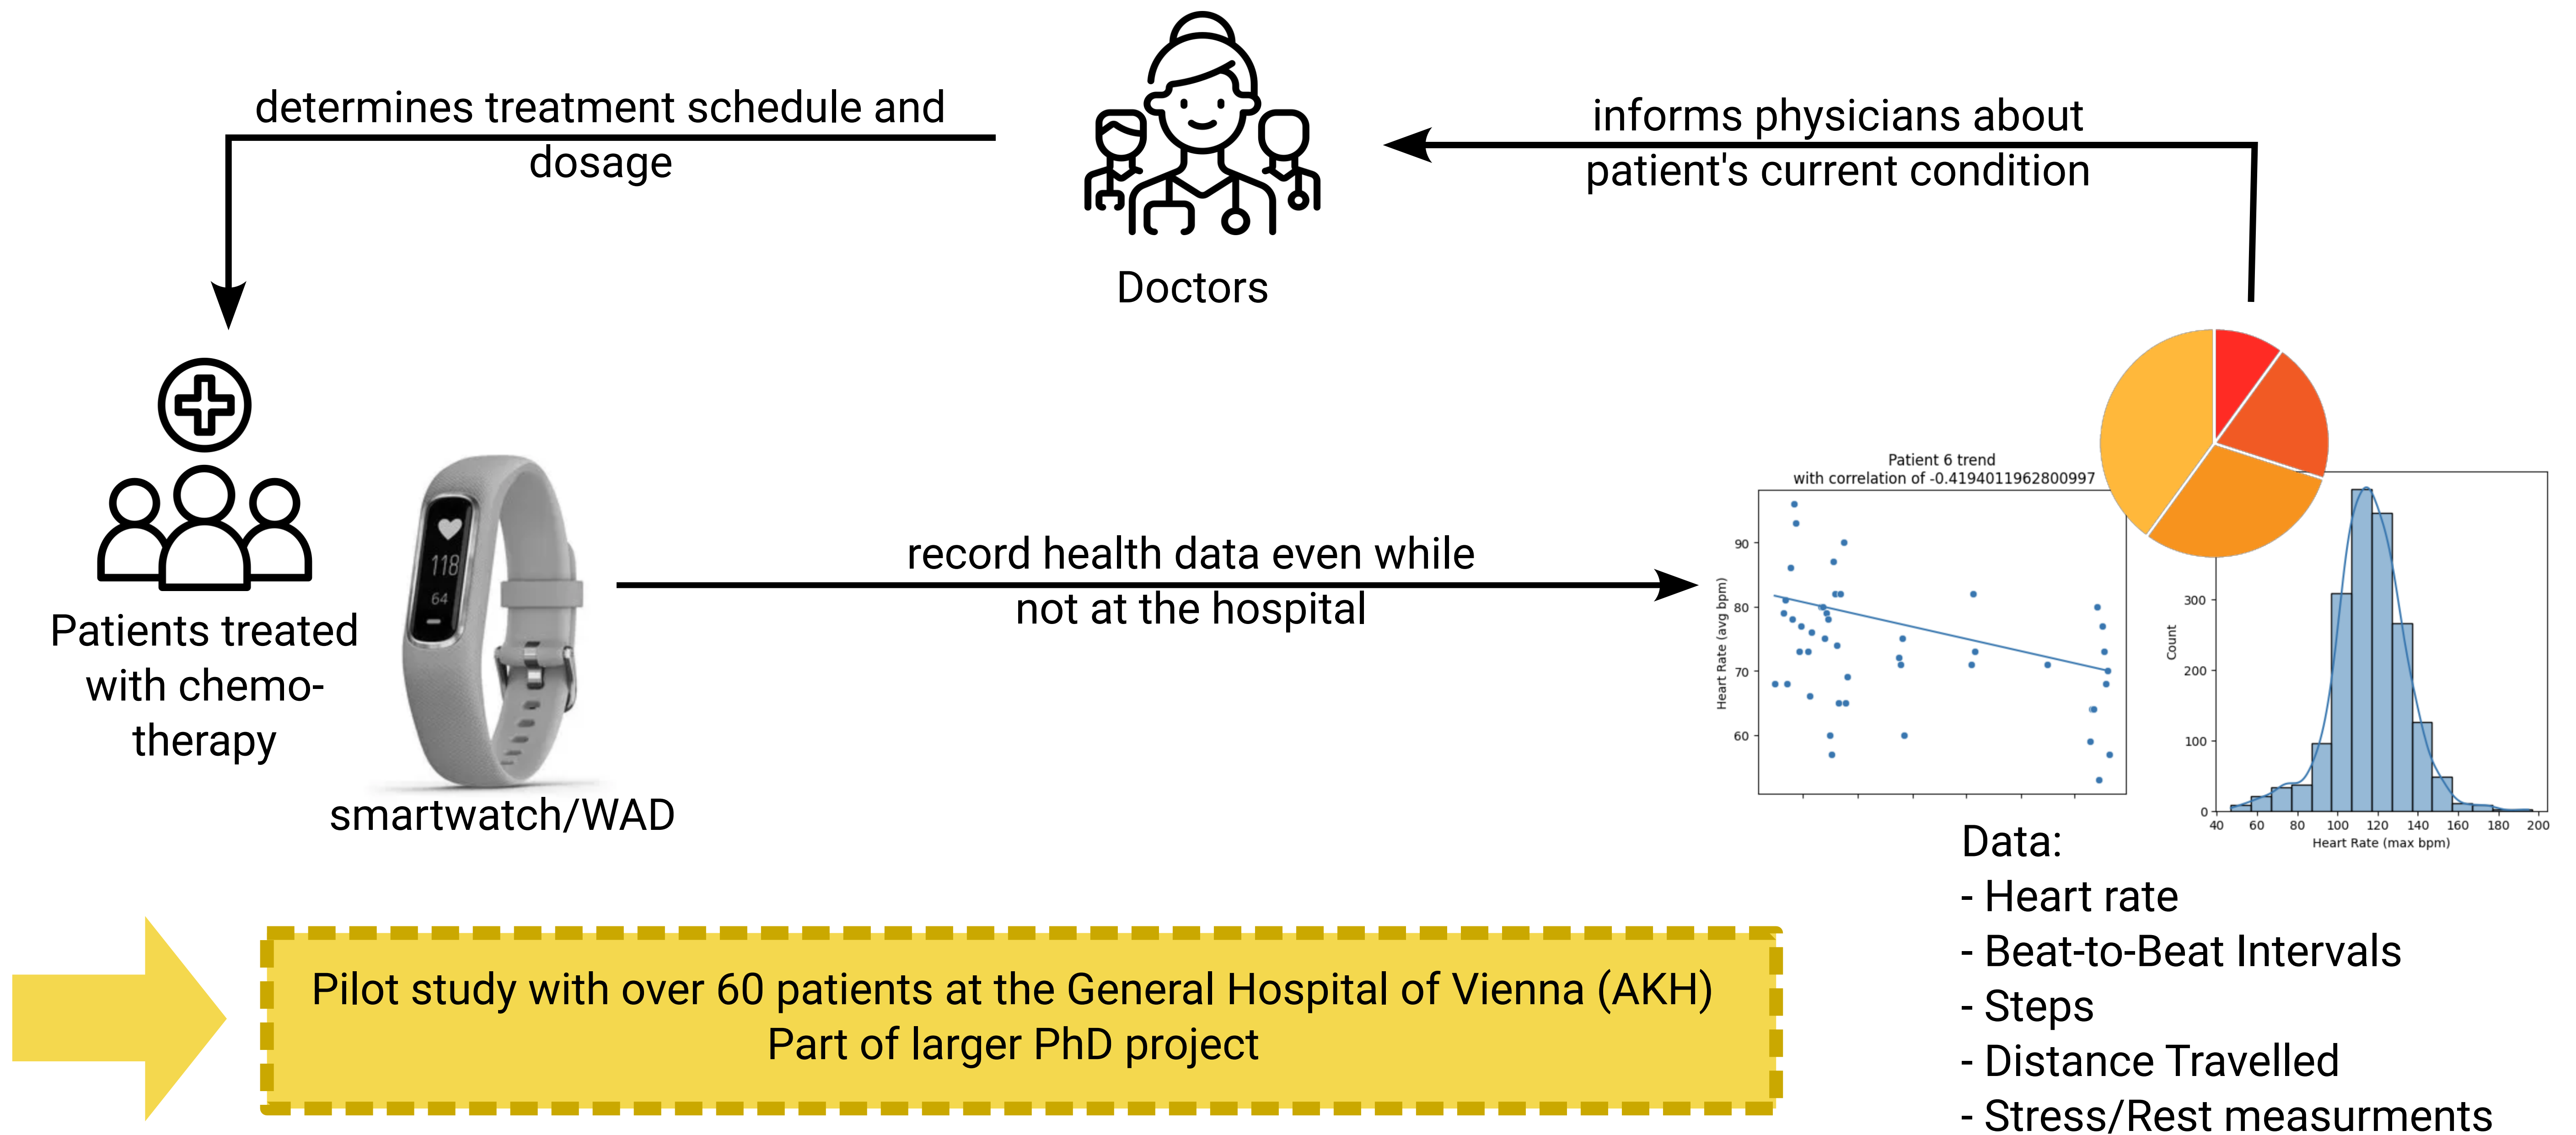 determines treatment schedule and
dosage
Doctors
informs physicians about
patient's current condition
Patients treated
with chemo-
therapy
118
64
smartwatch/WAD
record health data even while
not at the hospital
Patient 6 trend
with correlation of -0.4194011962800997
Heart Rate (avg bpm)
90
80
70
60
Count
300
200
100
0
40 60 80 100 120 140 160 180 200
Heart Rate (max bpm)
Data:
- Heart rate
- Beat-to-Beat Intervals
- Steps
- Distance Travelled
- Stress/Rest measurments
Pilot study with over 60 patients at the General Hospital of Vienna (AKH)
Part of larger PhD project